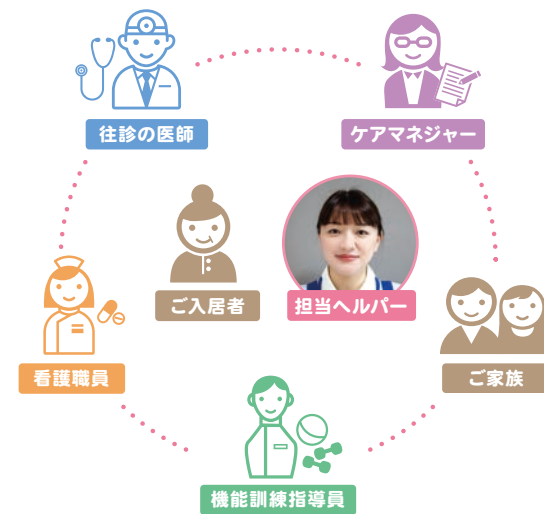 往診の医師
ケアマネジャー
ご入居者
担当ヘルパー
看護職員
ご家族
機能訓練指導員